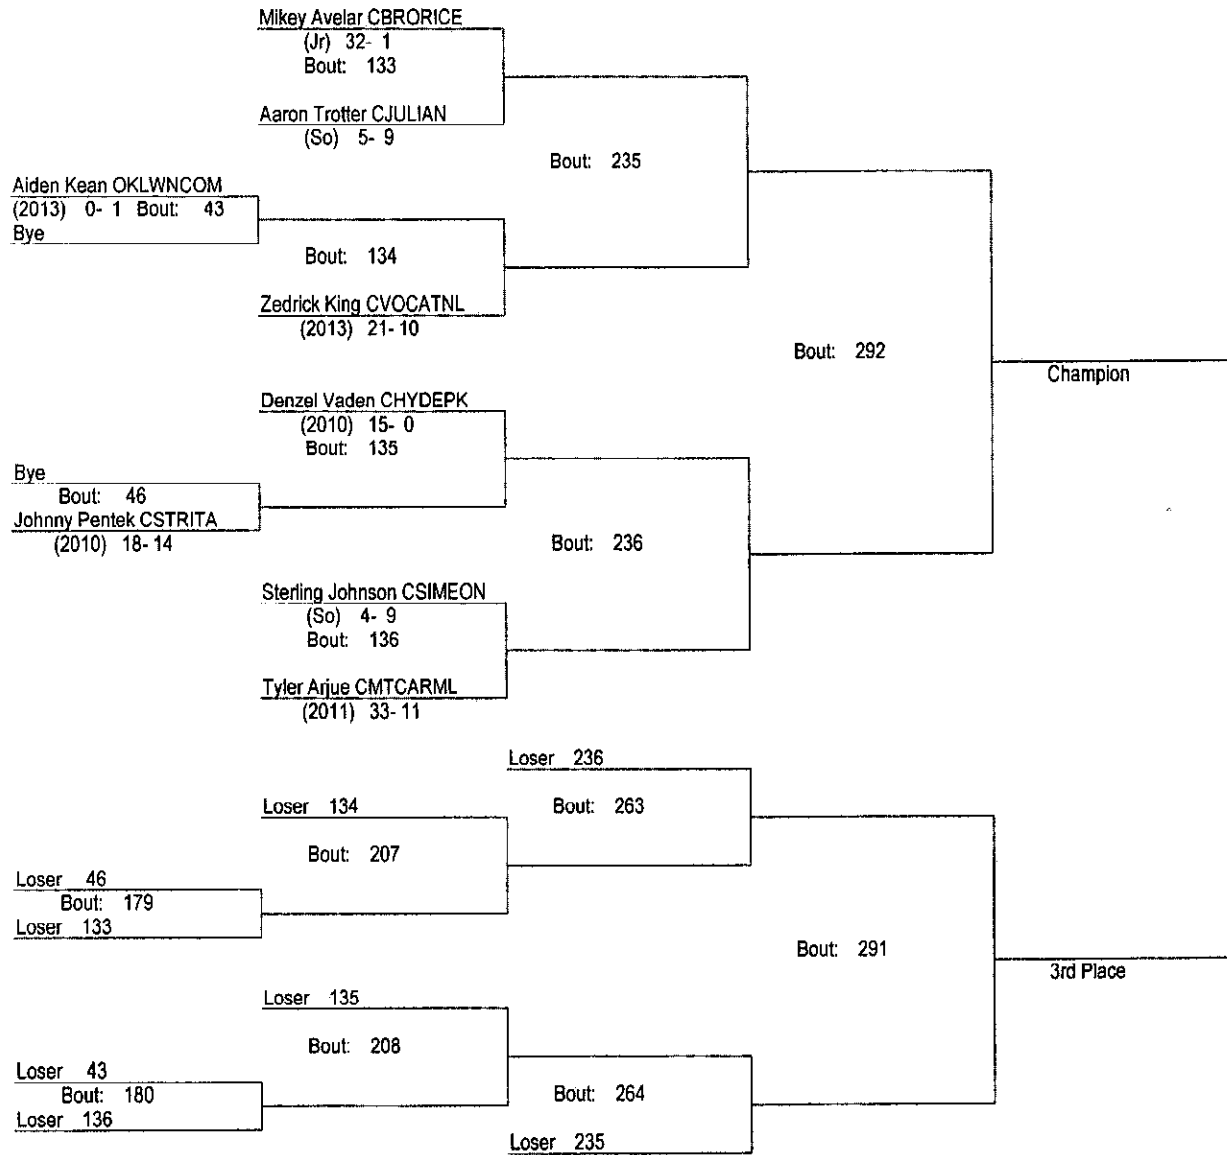 Mikey Avelar CBRORICE
(Jr) 32- 1
Bout: 133
Aaron Trotter CJULIAN
(So) 5- 9
Bout: 235
Aiden Kean OKLWNCOM
(2013) 0- 1 Bout: 43
Bye
Bout: 134
Zedrick King CVOCATNL
(2013) 21- 10
Bout: 292
Champion
Denzel Vaden CHYDEPK
(2010) 15- 0
Bout: 135
Bye
Bout: 46
Johnny Pentek CSTRITA
(2010) 18- 14
Bout: 236
Sterling Johnson CSIMEON
(So) 4- 9
Bout: 136
Tyler Arjue CMTCARML
(2011) 33- 11
Loser 236
Loser 134
Bout: 263
Bout: 207
Loser 46
Bout: 179
Loser 133
Bout: 291
3rd Place
Loser 135
Bout: 208
Loser 43
Bout: 180
Loser 136
Bout: 264
Loser 235